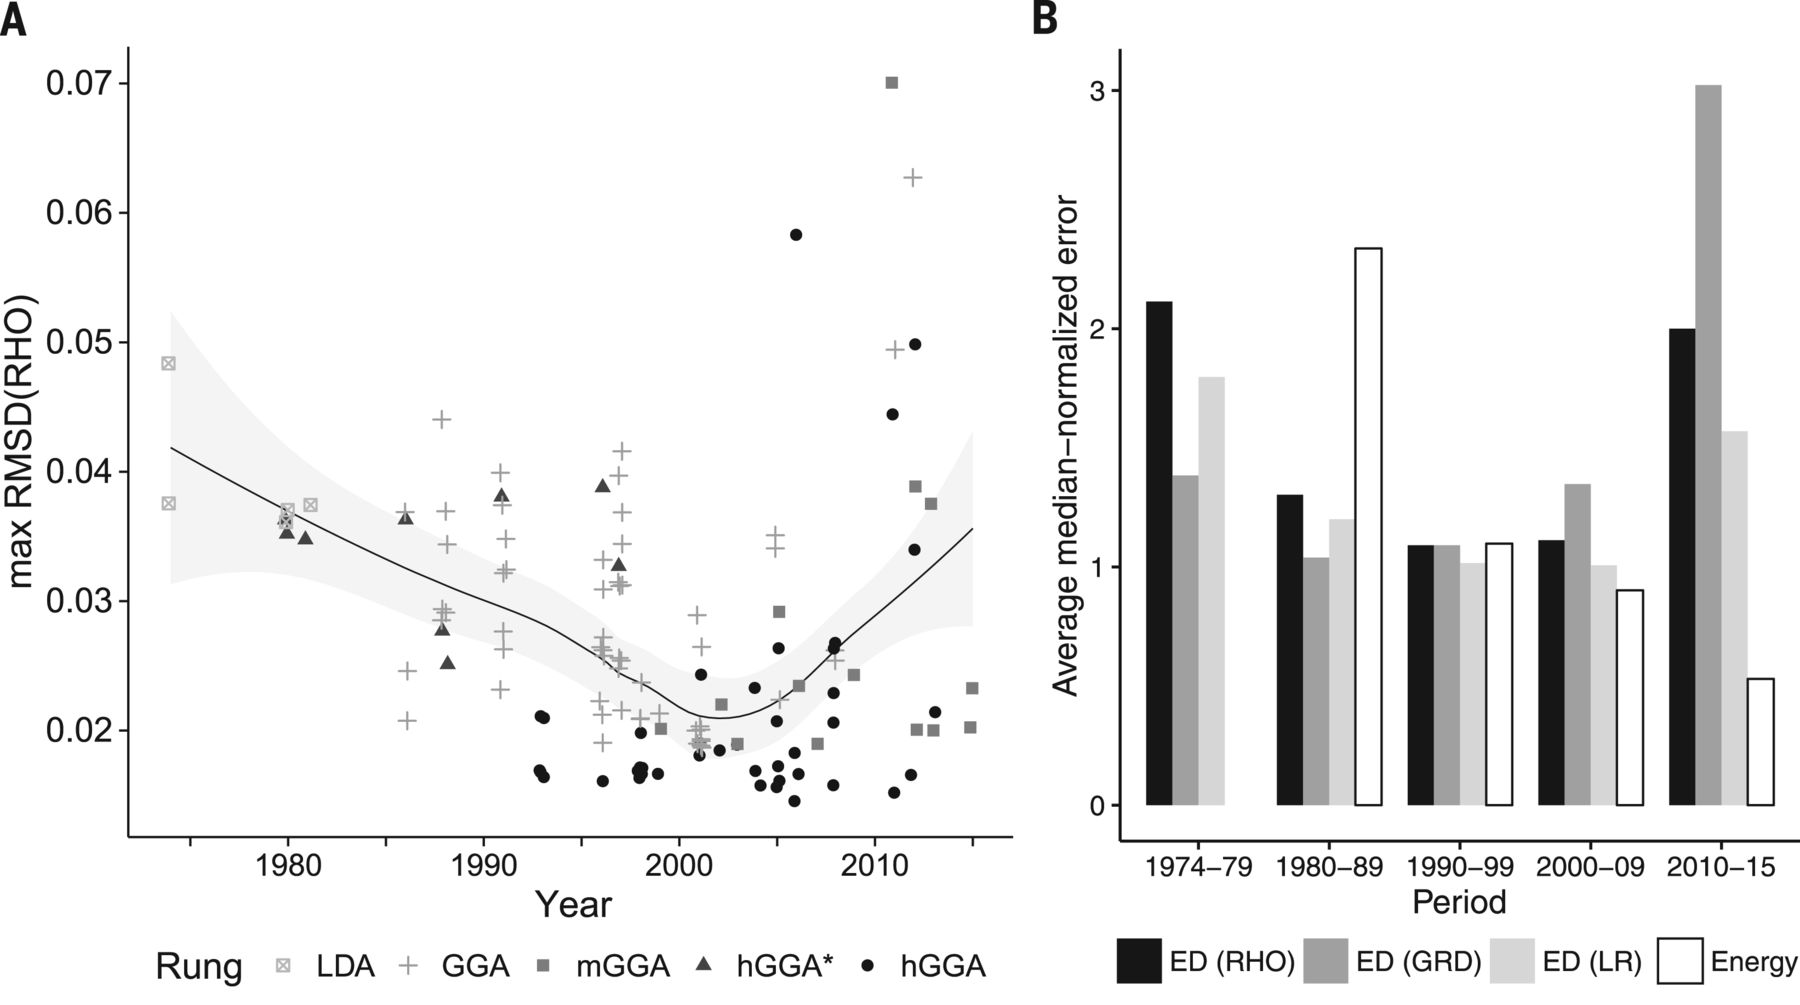 A
max RMSD(RHO)
0.07
0.06
0.05
0.04
0.03
0.02
1980 1990 2000 2010
Year
Rung LDA GGA mGGA hGGA* hGGA
B
Average median–normalized error
3
2
1
0
1974–79 1980–89 1990–99 2000–09 2010–15
Period
ED (RHO) ED (GRD) ED (LR) Energy